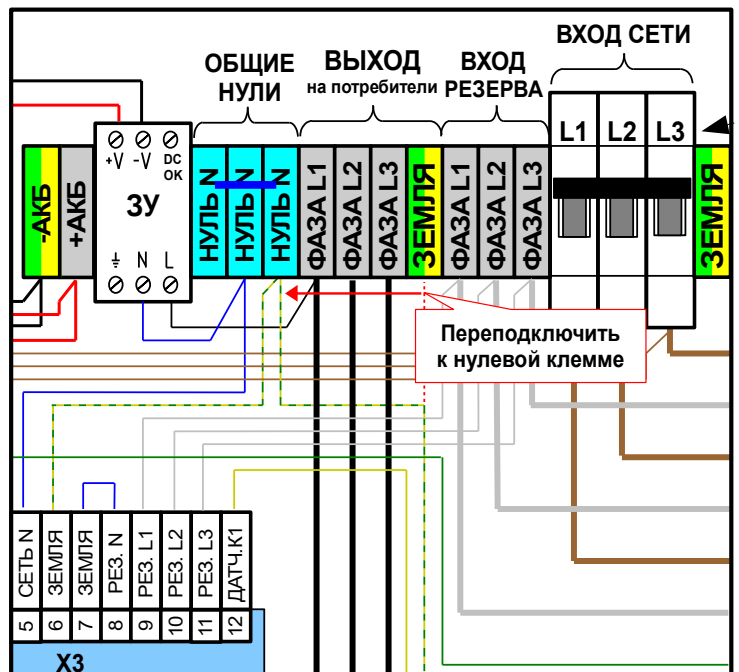 ВХОД СЕТИ
ОБЩИЕ
НУЛИ
ВЫХОД
на потребители
ВХОД
РЕЗЕРВА
L1
L2
L3
+V
-V
DC
OK
ЗУ
N
L
-АКБ
+АКБ
НУЛЬ N
НУЛЬ N
НУЛЬ N
ФАЗА L1
ФАЗА L2
ФАЗА L3
ЗЕМЛЯ
ФАЗА L1
ФАЗА L2
ФАЗА L3
ЗЕМЛЯ
Переподключить
к нулевой клемме
СЕТЬ N
ЗЕМЛЯ
ЗЕМЛЯ
РЕЗ. N
РЕЗ. L1
РЕЗ. L2
РЕЗ. L3
ДАТЧ.К1
5
6
7
8
9
10
11
12
X3